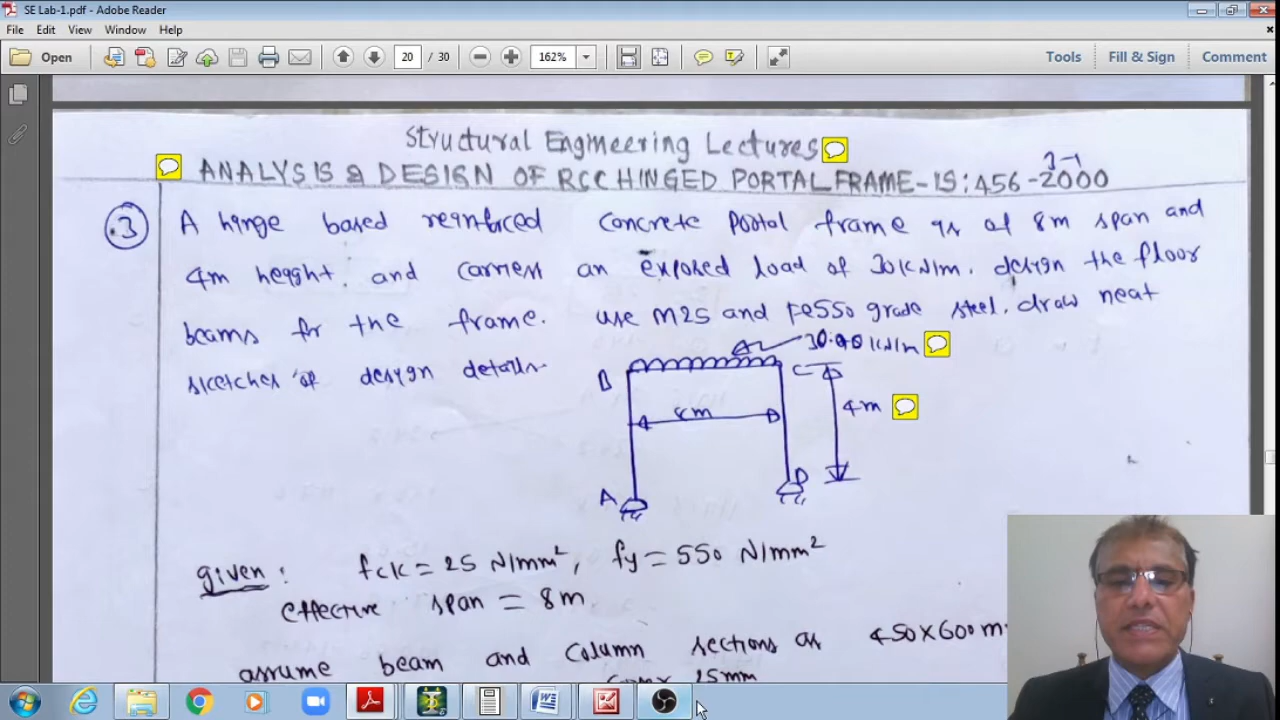 SE Lab-1.pdf - Adobe Reader
File Edit View Window Help
Open 20 / 30 162% Tools Fill & Sign Comment
Structural Engineering Lectures
3-1
ANALYSIS & DESIGN OF RCC HINGED PORTAL FRAME-IS:456-2000
3 A hinge based reinforced concrete portal frame is of 8m span and
4m height. and carries an exposed load of 30kN/m. design the floor
beams for the frame. use M25 and Fe550 grade steel. draw neat
sketches of design details
30.00 kN/m
B C
8m 4m
A D
given: fck = 25 N/mm², fy = 550 N/mm²
effective span = 8m
assume beam and column sections as 450x600 m
25mm